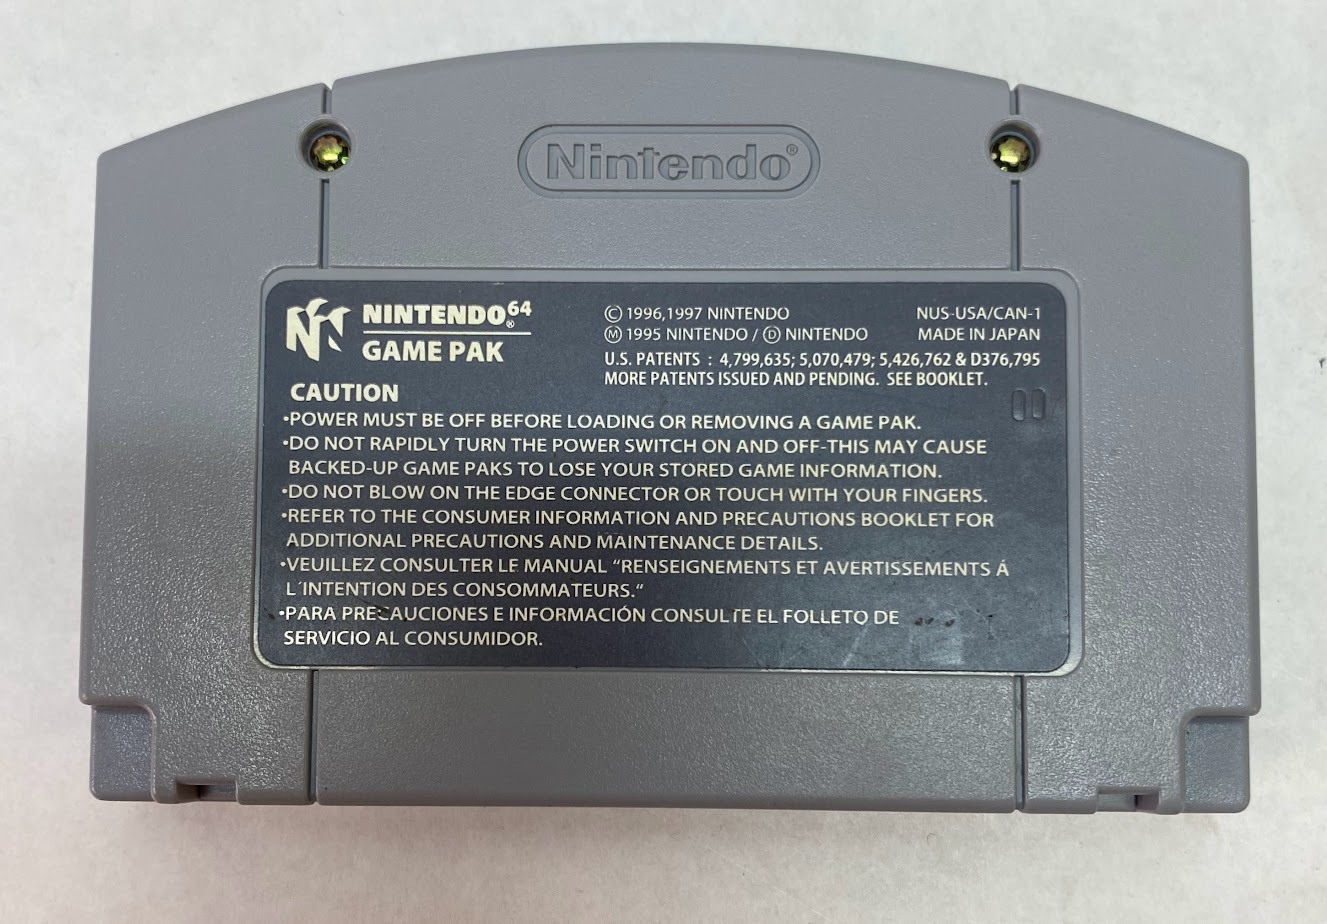 Nintendo®
NINTENDO64®
GAME PAK
© 1996,1997 NINTENDO
Ⓜ 1995 NINTENDO / Ⓓ NINTENDO
NUS-USA/CAN-1
MADE IN JAPAN
U.S. PATENTS : 4,799,635; 5,070,479; 5,426,762 & D376,795
MORE PATENTS ISSUED AND PENDING. SEE BOOKLET.
00
CAUTION
•POWER MUST BE OFF BEFORE LOADING OR REMOVING A GAME PAK.
•DO NOT RAPIDLY TURN THE POWER SWITCH ON AND OFF-THIS MAY CAUSE
BACKED-UP GAME PAKS TO LOSE YOUR STORED GAME INFORMATION.
•DO NOT BLOW ON THE EDGE CONNECTOR OR TOUCH WITH YOUR FINGERS.
•REFER TO THE CONSUMER INFORMATION AND PRECAUTIONS BOOKLET FOR
ADDITIONAL PRECAUTIONS AND MAINTENANCE DETAILS.
•VEUILLEZ CONSULTER LE MANUAL “RENSEIGNEMENTS ET AVERTISSEMENTS Á
L´INTENTION DES CONSOMMATEURS.“
•PARA PRECAUCIONES E INFORMACIÓN CONSULTE EL FOLLETO DE
SERVICIO AL CONSUMIDOR.